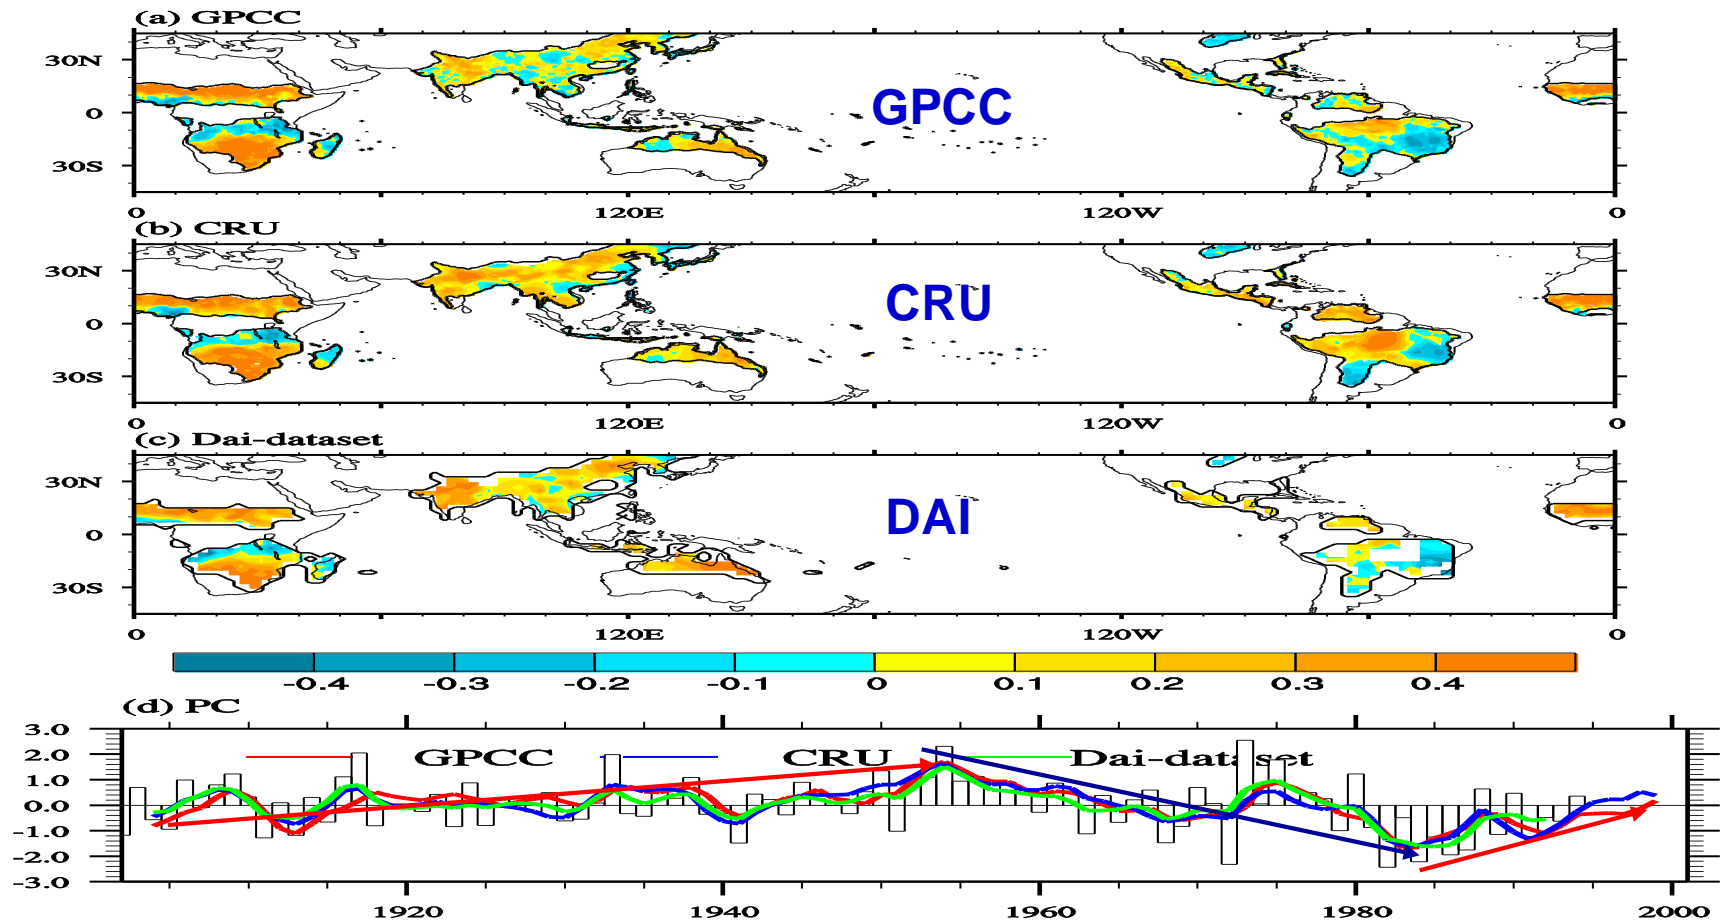 (a) GPCC
30N
0
30S
GPCC
0 120E 120W 0
(b) CRU
30N
0
30S
CRU
0 120E 120W 0
(c) Dai-dataset
30N
0
30S
DAI
0 120E 120W 0
-0.4 -0.3 -0.2 -0.1 0 0.1 0.2 0.3 0.4
(d) PC
3.0
2.0
1.0
0.0
-1.0
-2.0
-3.0
GPCC CRU Dai-dataset
1920 1940 1960 1980 2000